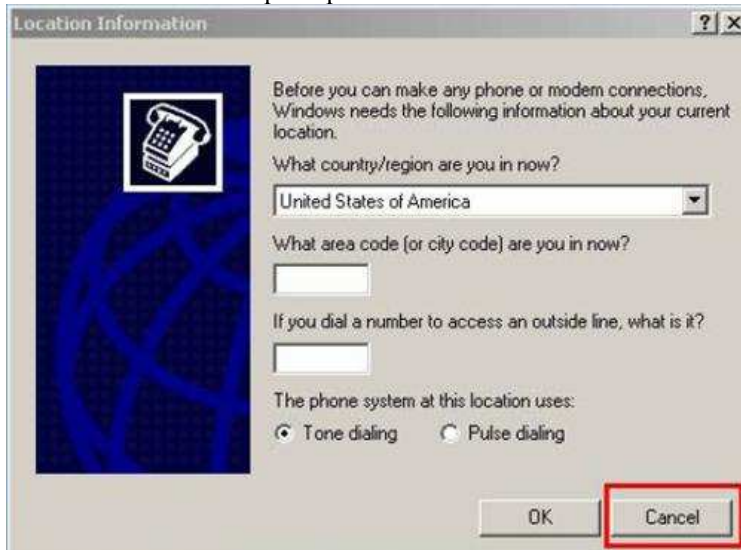 Location Information
Before you can make any phone or modem connections,
Windows needs the following information about your current
location.
What country/region are you in now?
United States of America
What area code (or city code) are you in now?
If you dial a number to access an outside line, what is it?
The phone system at this location uses:
Tone dialing Pulse dialing
OK Cancel